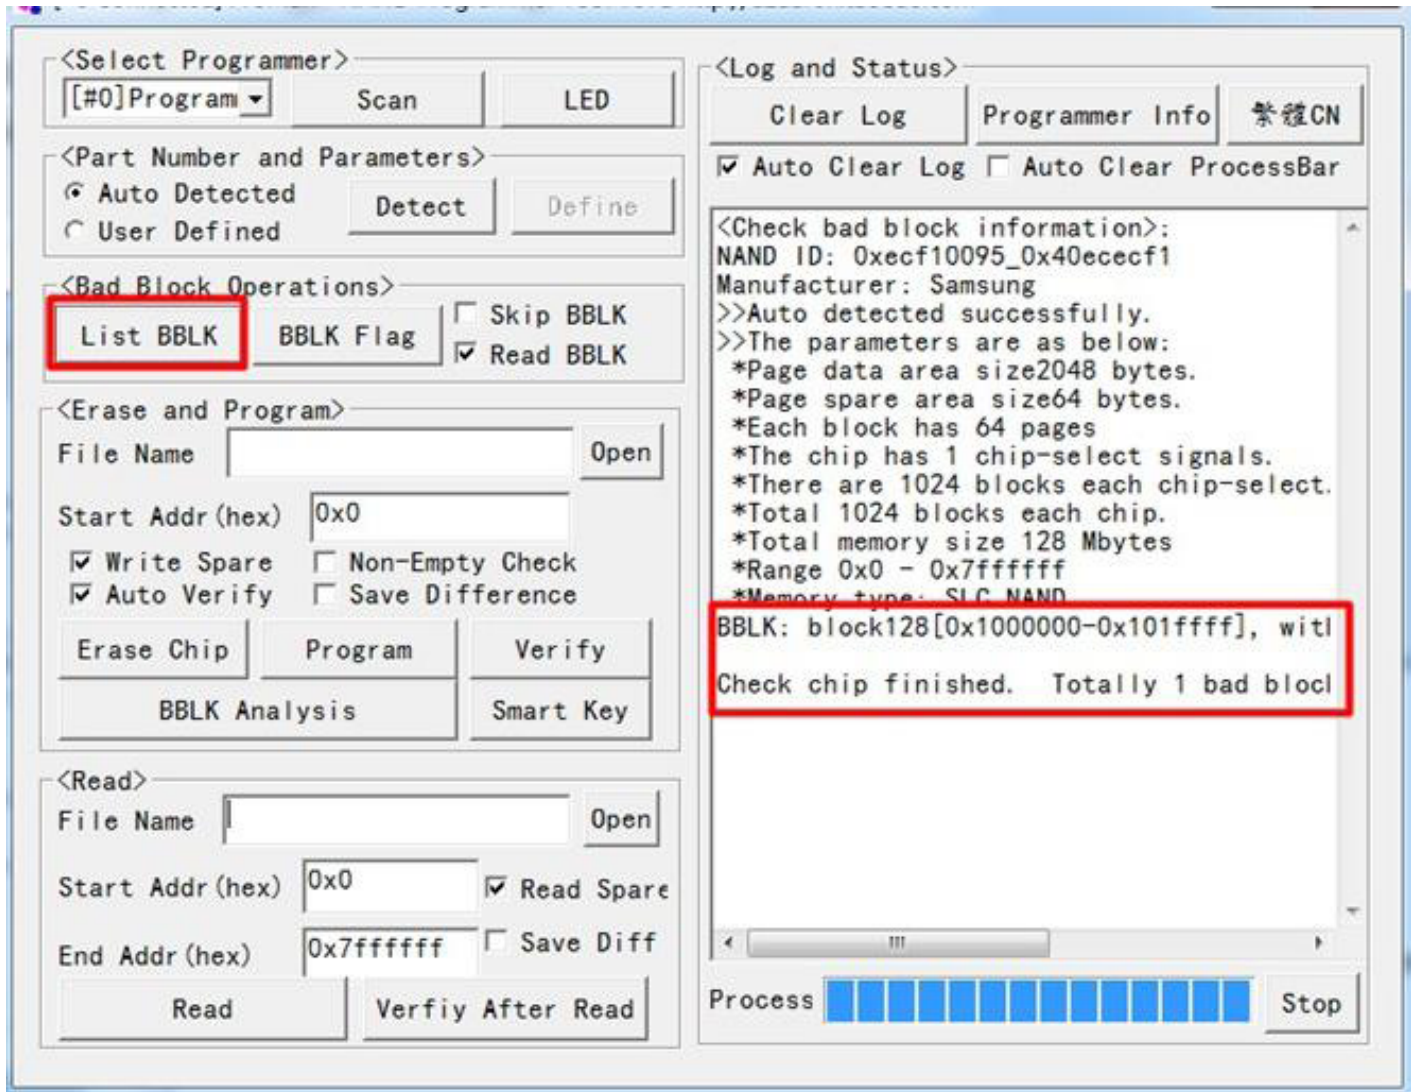 <Select Programmer>
[#0]Program
Scan
LED
<Part Number and Parameters>
Auto Detected
User Defined
Detect
Define
<Bad Block Operations>
List BBLK
BBLK Flag
Skip BBLK
Read BBLK
<Erase and Program>
File Name
Open
Start Addr(hex)
0x0
Write Spare
Non-Empty Check
Auto Verify
Save Difference
Erase Chip
Program
Verify
BBLK Analysis
Smart Key
<Read>
File Name
Open
Start Addr(hex)
0x0
Read Spare
End Addr(hex)
0x7ffffff
Save Diff
Read
Verfiy After Read
<Log and Status>
Clear Log
Programmer Info
繁體CN
Auto Clear Log
Auto Clear ProcessBar
<Check bad block information>:
NAND ID: 0xecf10095_0x40ececf1
Manufacturer: Samsung
>>Auto detected successfully.
>>The parameters are as below:
*Page data area size2048 bytes.
*Page spare area size64 bytes.
*Each block has 64 pages
*The chip has 1 chip-select signals.
*There are 1024 blocks each chip-select.
*Total 1024 blocks each chip.
*Total memory size 128 Mbytes
*Range 0x0 - 0x7ffffff
*Memory type: SLC NAND
BBLK: block128[0x1000000-0x101ffff], with
Check chip finished. Totally 1 bad block
Process
Stop